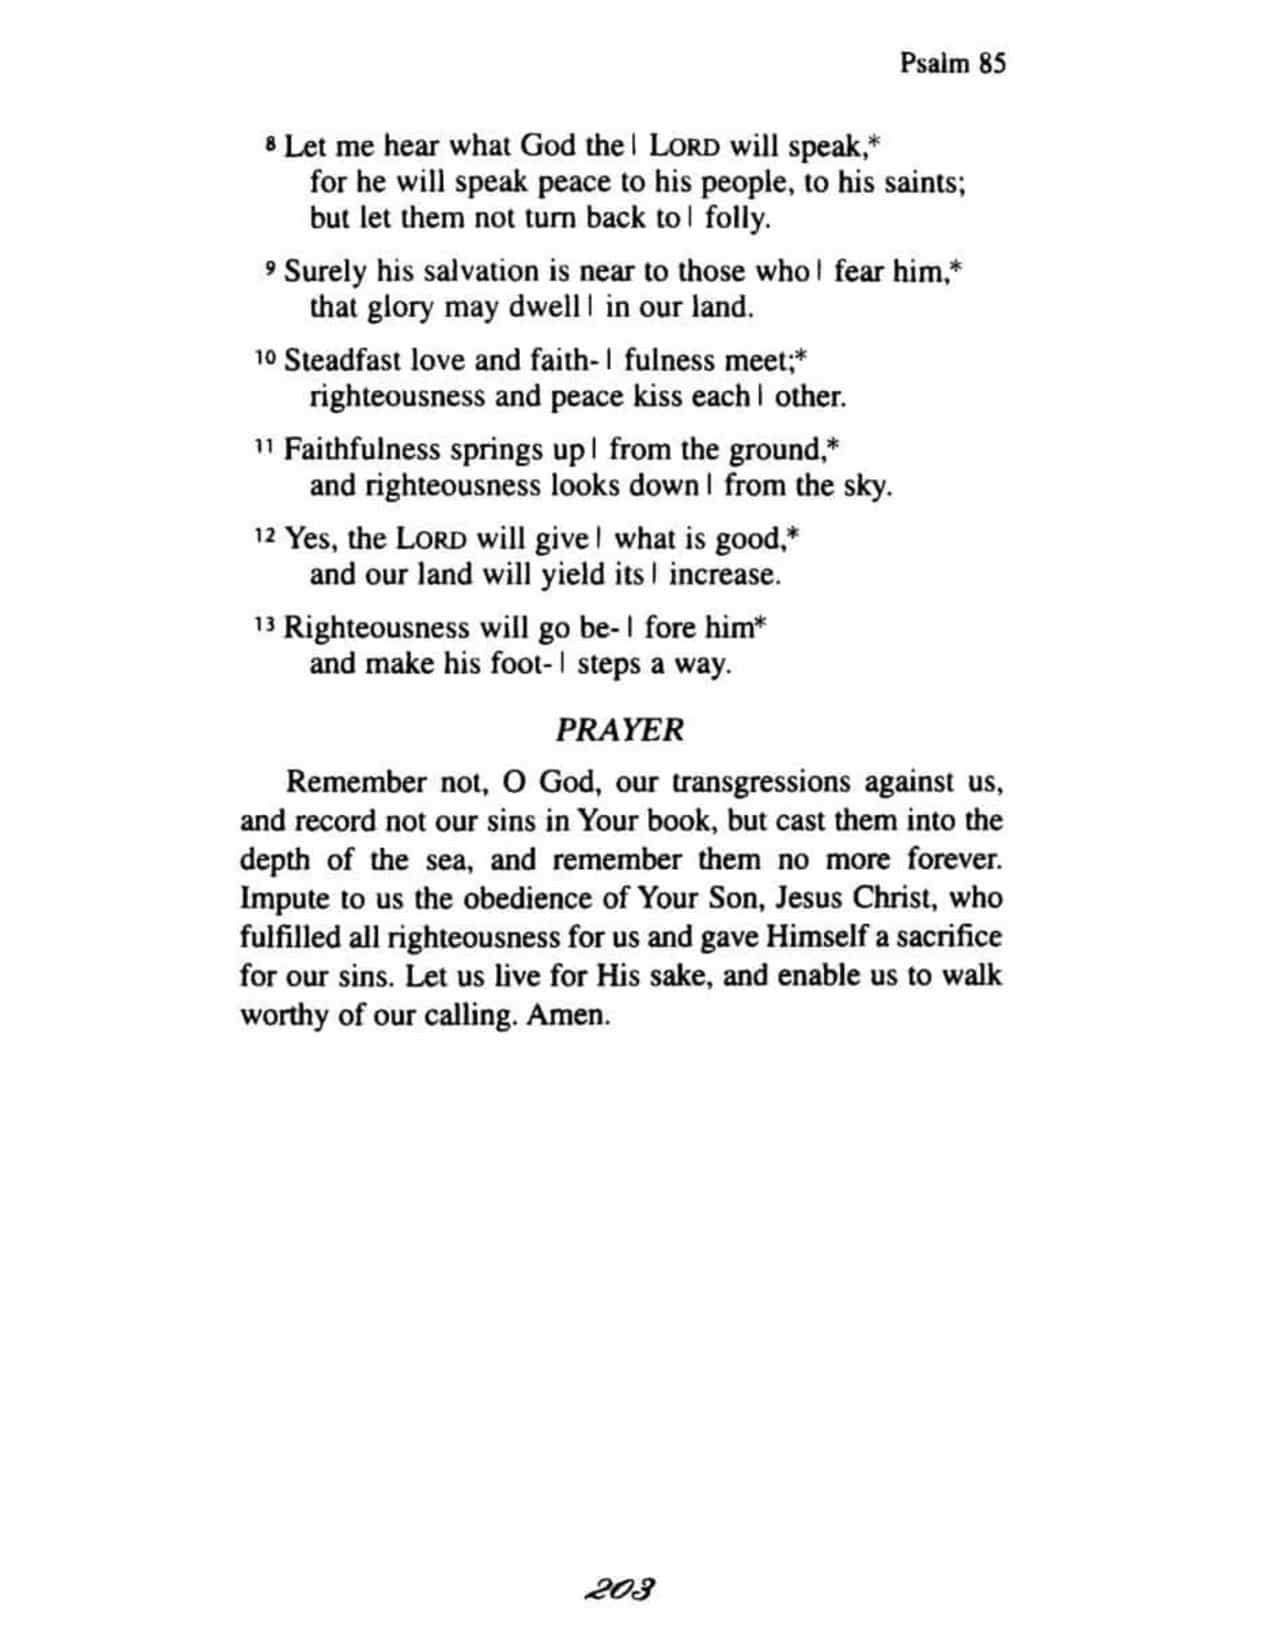 Psalm 85
8 Let me hear what God the | LORD will speak,*
for he will speak peace to his people, to his saints;
but let them not turn back to | folly.
9 Surely his salvation is near to those who | fear him,*
that glory may dwell | in our land.
10 Steadfast love and faith- | fulness meet;*
righteousness and peace kiss each | other.
11 Faithfulness springs up | from the ground,*
and righteousness looks down | from the sky.
12 Yes, the LORD will give | what is good,*
and our land will yield its | increase.
13 Righteousness will go be- | fore him*
and make his foot- | steps a way.
PRAYER
Remember not, O God, our transgressions against us,
and record not our sins in Your book, but cast them into the
depth of the sea, and remember them no more forever.
Impute to us the obedience of Your Son, Jesus Christ, who
fulfilled all righteousness for us and gave Himself a sacrifice
for our sins. Let us live for His sake, and enable us to walk
worthy of our calling. Amen.
203